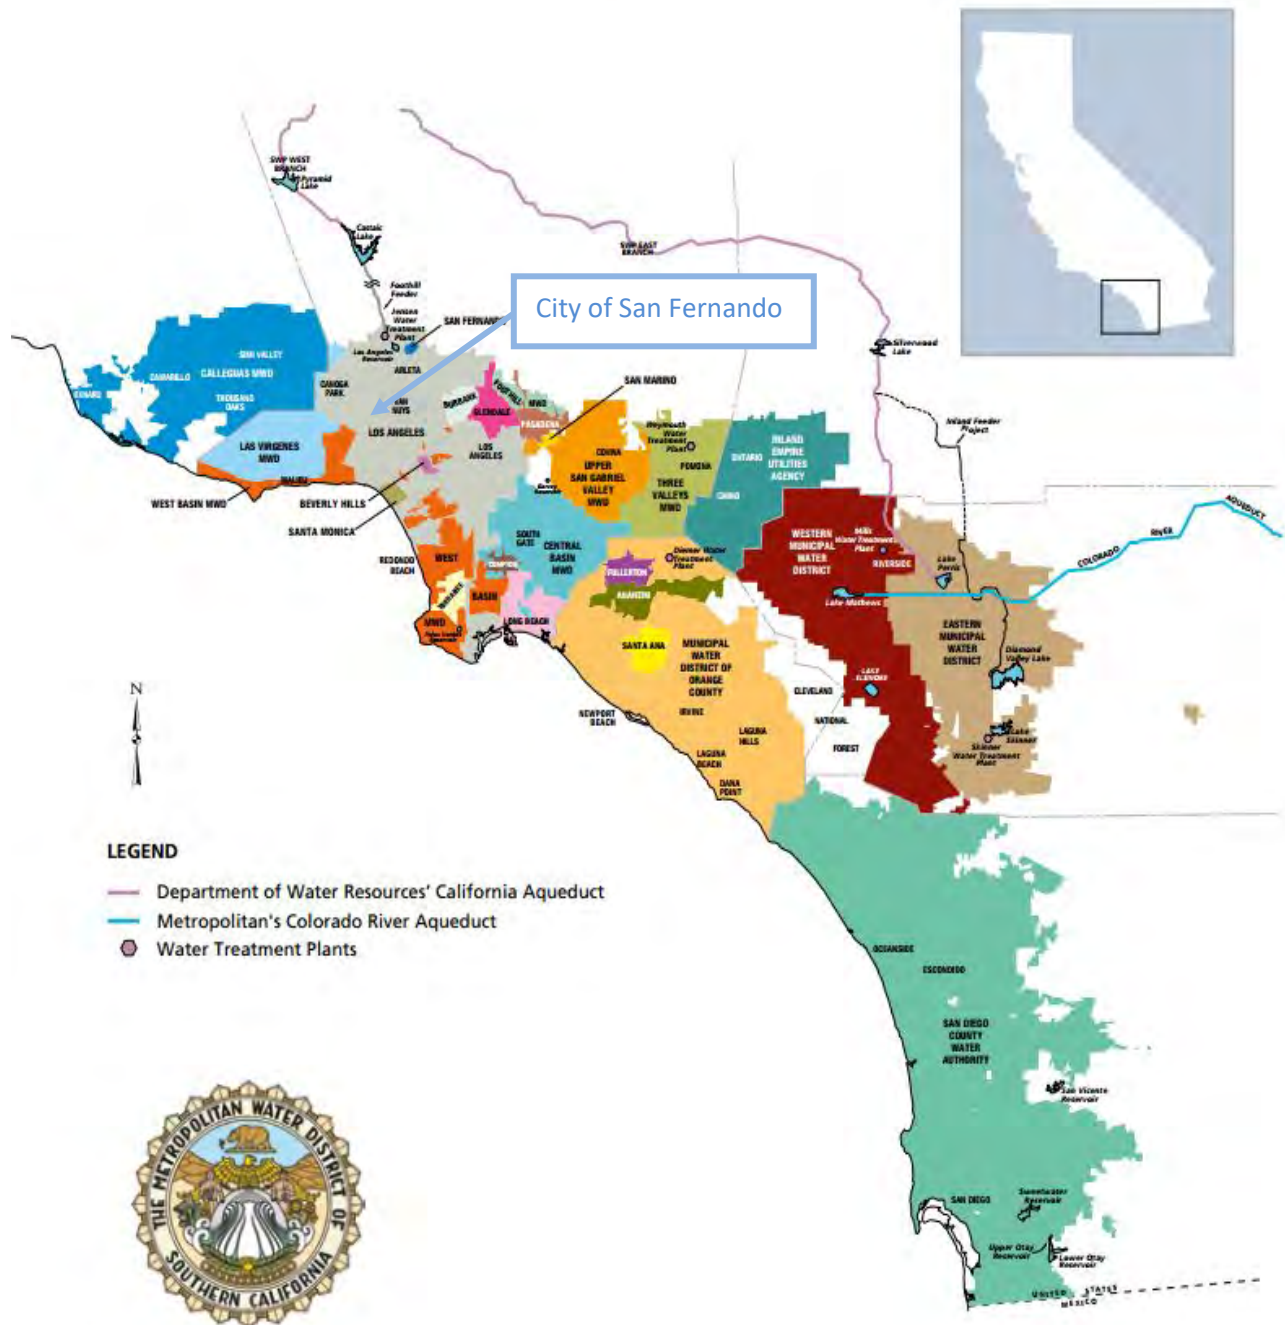 SWP WEST
BRANCH
Pyramid
Lake
Castaic
Lake
SWP EAST
BRANCH
Foothill
Feeder
Jensen
Water
Treatment
Plant
SAN FERNANDO
City of San Fernando
Los Angeles
Reservoir
ARLETA
Silverwood
Lake
SIMI VALLEY
CAMARILLO
CALLEGUAS MWD
OXNARD
THOUSAND
OAKS
CANOGA
PARK
NUYS
LOS ANGELES
BURBANK
GLENDALE
FOOTHILL
MWD
PASADENA
SAN MARINO
LOS
ANGELES
LAS VIRGENES
MWD
MALIBU
WEST BASIN MWD
BEVERLY HILLS
SANTA MONICA
Garvey
Reservoir
COVINA
UPPER
SAN GABRIEL
VALLEY
MWD
Weymouth
Water
Treatment
Plant
POMONA
THREE
VALLEYS
MWD
ONTARIO
INLAND
EMPIRE
UTILITIES
AGENCY
CHINO
Inland Feeder
Project
COLORADO
RIVER
AQUEDUCT
WESTERN
MUNICIPAL
WATER
DISTRICT
Mills
Water Treatment
Plant
RIVERSIDE
Lake
Perris
Lake Mathews
EASTERN
MUNICIPAL
WATER
DISTRICT
Diamond
Valley Lake
LAKE
ELSINORE
Lake
Skinner
Skinner
Water Treatment
Plant
SOUTH
GATE
CENTRAL
BASIN
MWD
REDONDO
BEACH
WEST
BASIN
MWD
TORRANCE
Palos Verdes
Reservoir
COMPTON
LONG BEACH
Diemer Water
Treatment
Plant
FULLERTON
ANAHEIM
SANTA ANA
MUNICIPAL
WATER
DISTRICT OF
ORANGE
COUNTY
NEWPORT
BEACH
IRVINE
LAGUNA
HILLS
LAGUNA
BEACH
DANA
POINT
CLEVELAND
NATIONAL
FOREST
N
LEGEND
Department of Water Resources' California Aqueduct
Metropolitan's Colorado River Aqueduct
Water Treatment Plants
OCEANSIDE
ESCONDIDO
SAN DIEGO
COUNTY
WATER
AUTHORITY
San Vicente
Reservoir
SAN DIEGO
Sweetwater
Reservoir
Upper Otay
Reservoir
Lower Otay
Reservoir
UNITED STATES
MEXICO
THE METROPOLITAN WATER DISTRICT OF
SOUTHERN CALIFORNIA